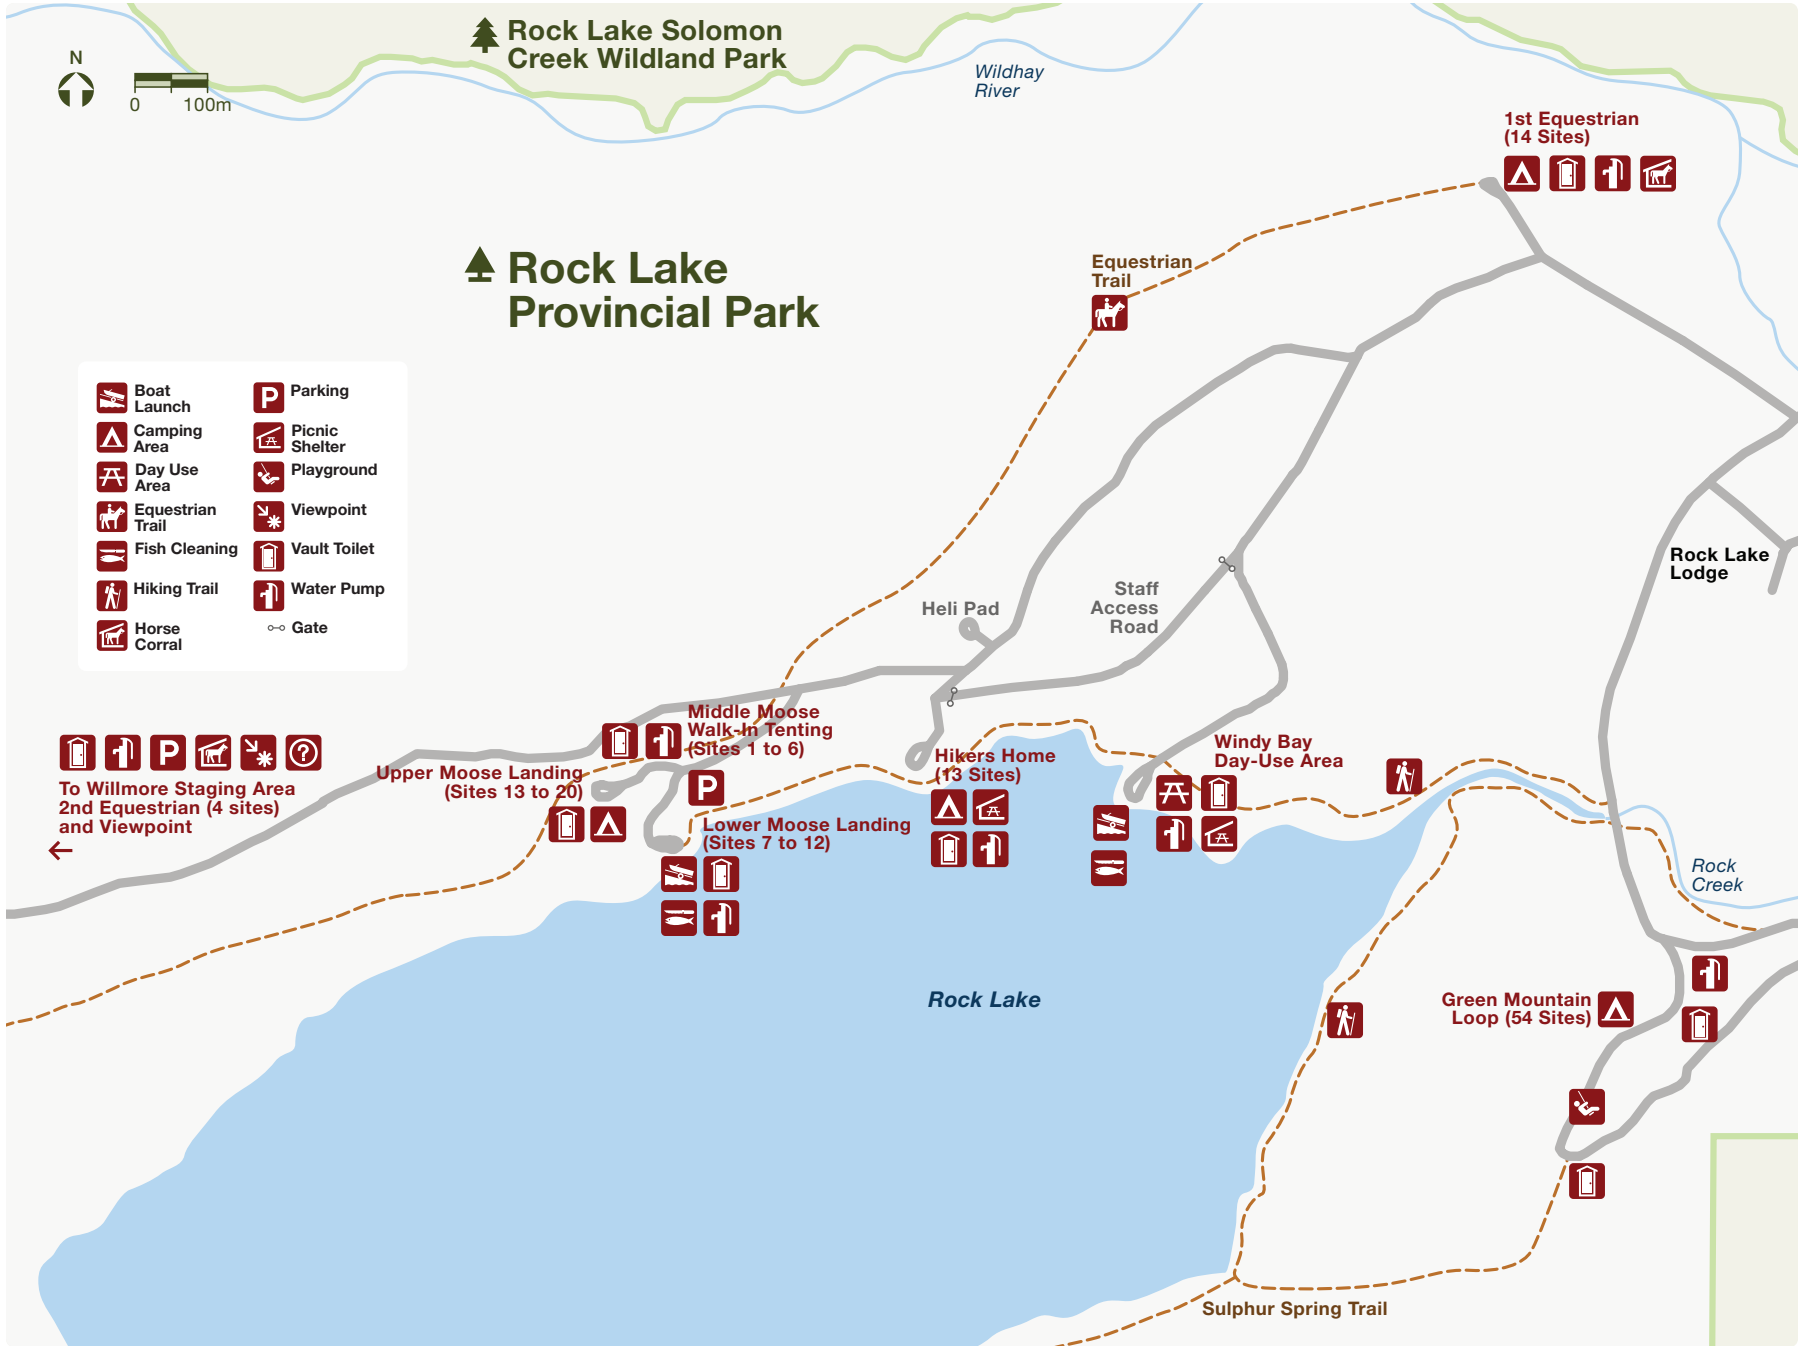 Rock Lake Solomon
Creek Wildland Park
N
0 100m
Wildhay
River
1st Equestrian
(14 Sites)
Rock Lake
Provincial Park
Equestrian
Trail
Boat
Launch
Camping
Area
Day Use
Area
Equestrian
Trail
Fish Cleaning
Hiking Trail
Horse
Corral
P
Parking
Picnic
Shelter
Playground
Viewpoint
Vault Toilet
Water Pump
Gate
Rock Lake
Lodge
Staff
Access
Road
Heli Pad
Middle Moose
Walk-In Tenting
(Sites 1 to 6)
P
?
To Willmore Staging Area
2nd Equestrian (4 sites)
and Viewpoint
Upper Moose Landing
(Sites 13 to 20)
P
Lower Moose Landing
(Sites 7 to 12)
Hikers Home
(13 Sites)
Windy Bay
Day-Use Area
Rock
Creek
Rock Lake
Green Mountain
Loop (54 Sites)
Sulphur Spring Trail